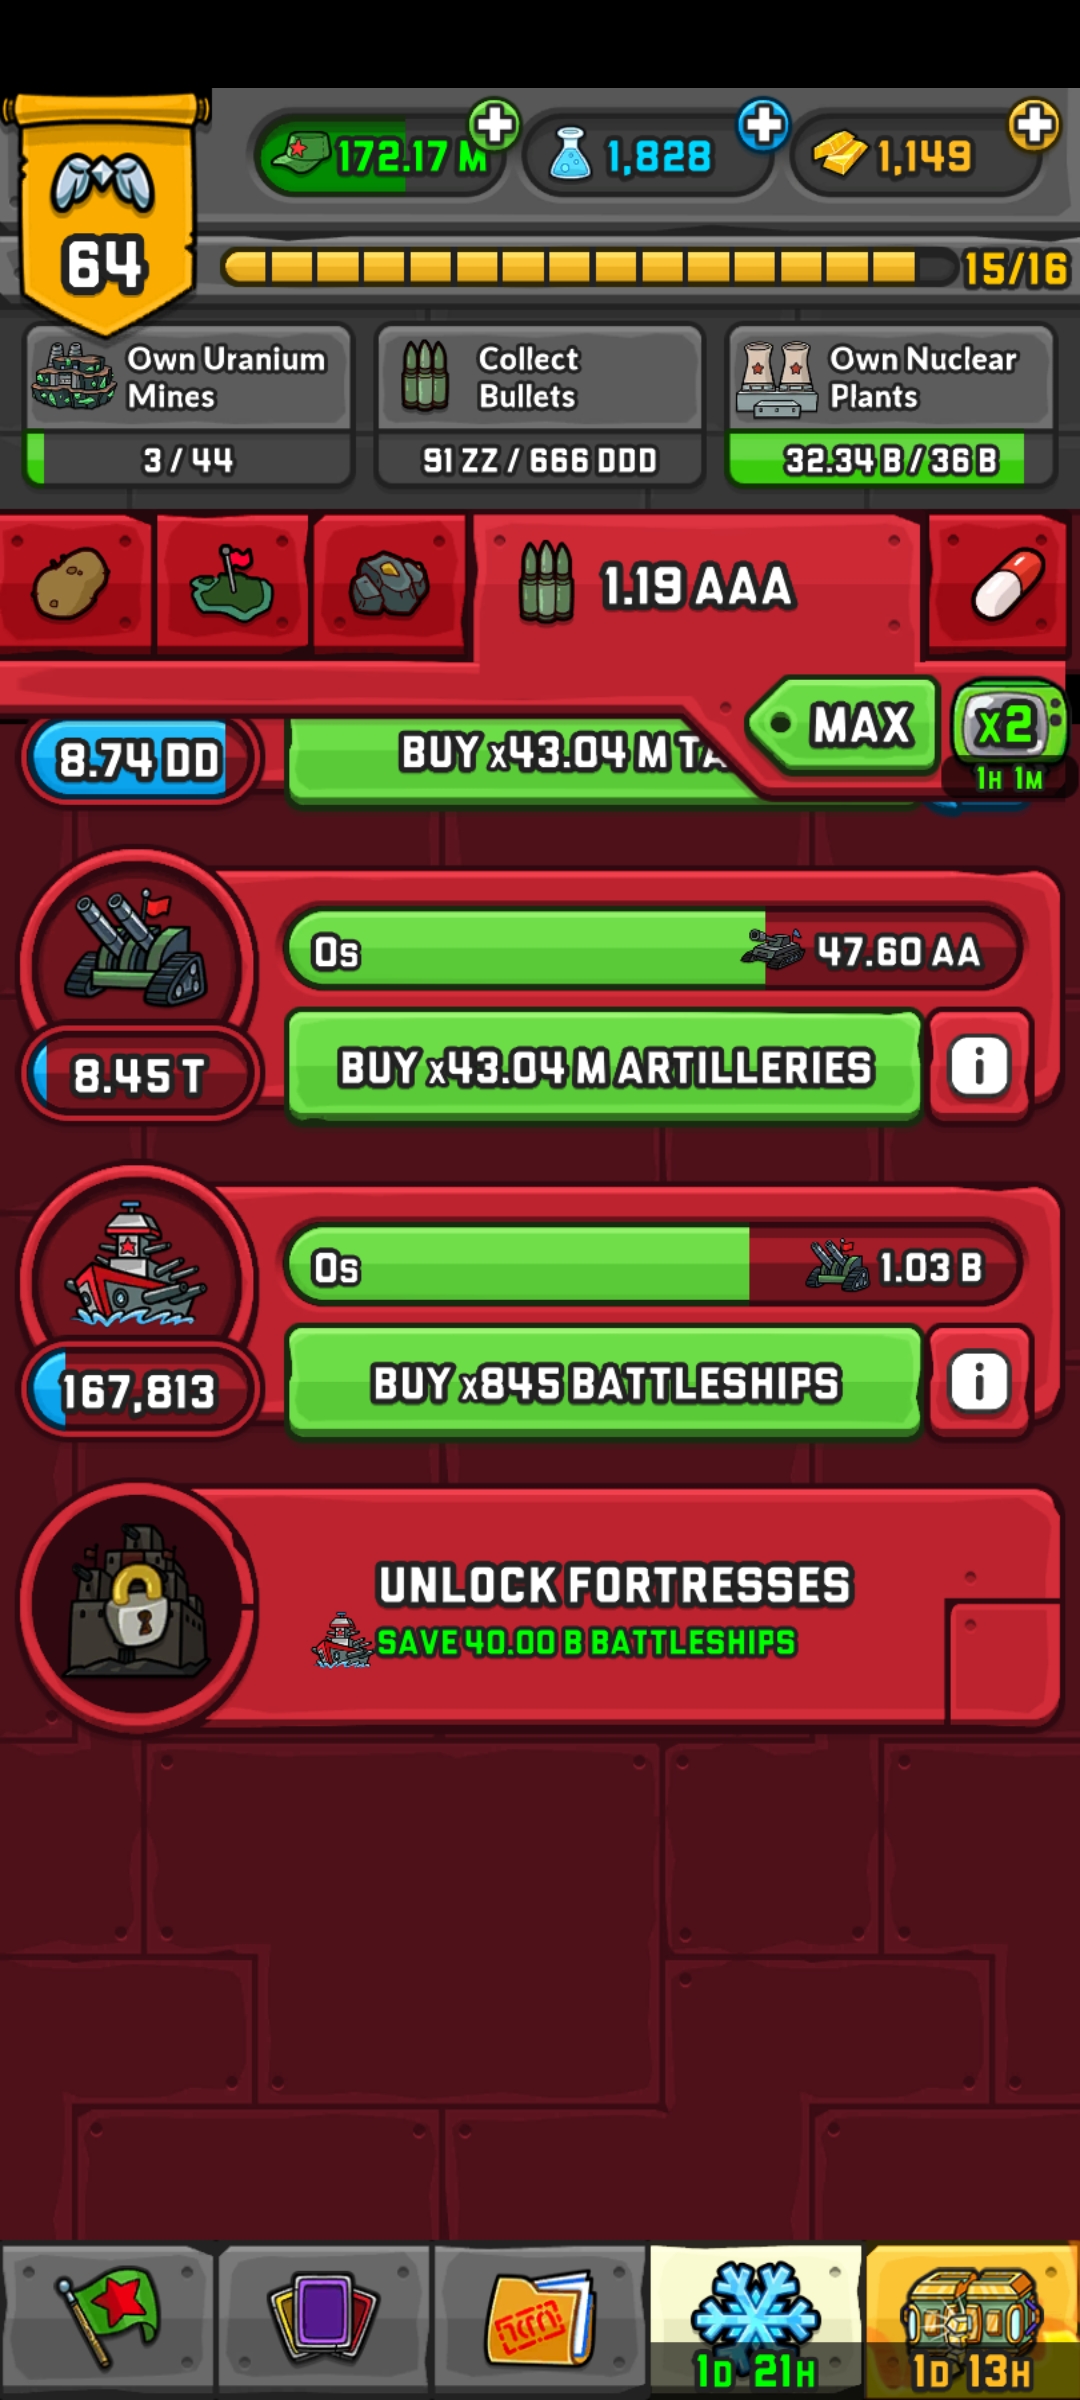 172.17 M
1,828
1,149
64
15/16
Own Uranium
Mines
3 / 44
Collect
Bullets
91 ZZ / 666 DDD
Own Nuclear
Plants
32.34 B / 36 B
1.19 AAA
MAX
x2
1H 1M
8.74 DD
BUY x43.04 M TA
0s
47.60 AA
8.45 T
BUY x43.04 M ARTILLERIES
i
0s
1.03 B
167,813
BUY x845 BATTLESHIPS
i
UNLOCK FORTRESSES
SAVE 40.00 B BATTLESHIPS
1D 21H
1D 13H